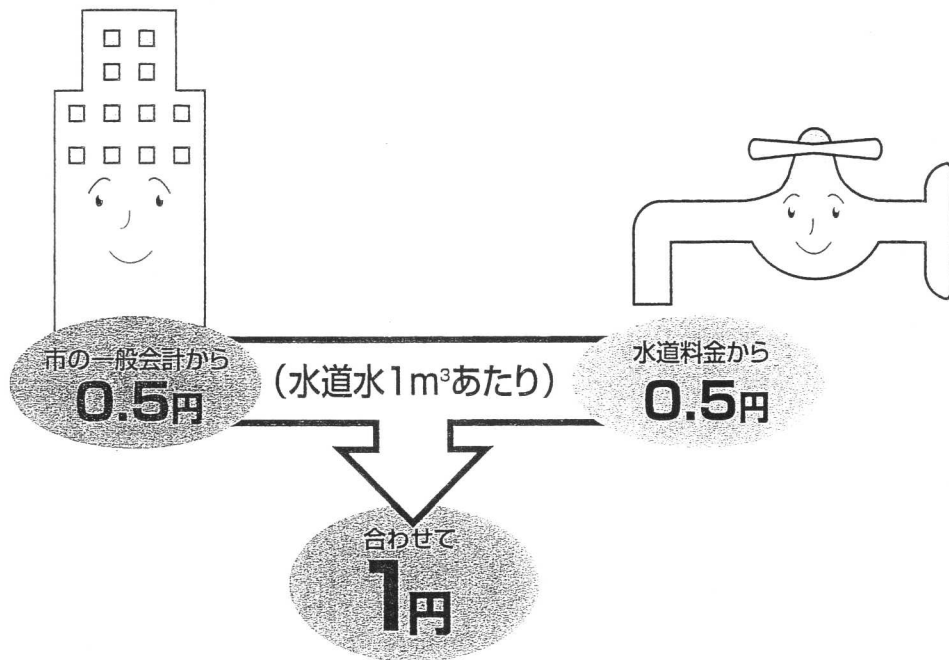 市の一般会計から
0.5円
(水道水1m³あたり)
水道料金から
0.5円
合わせて
1円